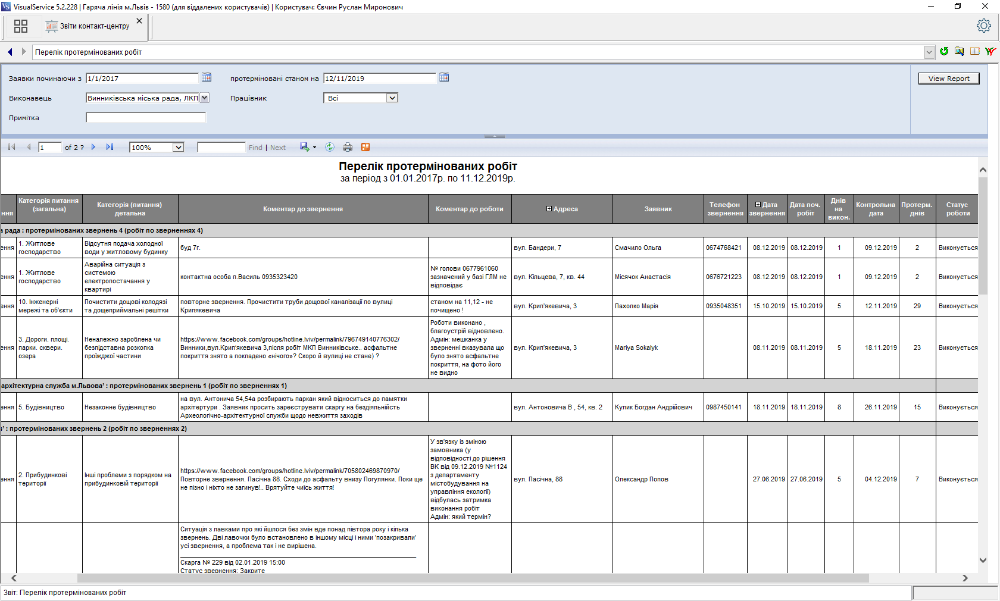 VisualService 5.2.228 | Гаряча лінія м.Львів - 1580 (для віддалених користувачів) | Користувач: Євчин Руслан Миронович
Звіти контакт-центру
Перелік протермінованих робіт
Заявки починаючи з 1/1/2017 протерміновані станом на 12/11/2019 View Report
Виконавець Винниківська міська рада, ЛКП Працівник Всі
Примітка
1 of 2 ? 100% Find | Next
Перелік протермінованих робіт
за період з 01.01.2017р. по 11.12.2019р.
ння
Категорія питання
(загальна)
Категорія (питання)
детальна
Коментар до звернення
Коментар до роботи
Адреса
Заявник
Телефон
звернення
Дата
звернення
Дата поч.
робіт
Днів
на
викон.
Контрольна
дата
Протерм.
днів
Статус
роботи
а рада : протермінованих звернень 4 (робіт по зверненнях 4)
ення
1. Житлове
господарство
Відсутня подача холодної
води у житловому будинку
буд 7г.
вул. Бандери, 7
Смачило Ольга
0674768421
08.12.2019
08.12.2019
1
09.12.2019
2
Виконується
ення
1. Житлове
господарство
Аварійна ситуація з
системою
електропостачання у
квартирі
контактна особа п.Василь 0935323420
№ голови 0677961060
зазначений у базі ГЛМ не
відповідає
вул. Кільцева, 7, кв. 44
Місячок Анастасія
0676721223
08.12.2019
08.12.2019
1
09.12.2019
2
Виконується
ення
10. Інженерні
мережі та об'єкти
Почистити дощові колодязі
та дощеприймальні решітки
повторне звернення. Прочистити труби дощової каналізації по вулиці
Крипякевича
станом на 11,12 - не
почищено !
вул. Крип'якевича, 3
Пахолко Марія
0935048351
15.10.2019
15.10.2019
5
12.11.2019
29
Виконується
ення
3. Дороги. площі.
парки. сквери.
озера
Неналежно зароблена чи
безпідставна розкопка
проїжджої частини
https://www.facebook.com/groups/hotline.lviv/permalink/796749140776302/
Винники,вул.Крип'якевича 3,після робіт МКП Винниківське.. асфальтне
покриття знято а покладено «нічого»? Скоро й вулиці не стане) ?
Роботи виконано ,
благоустрій відновлено.
Адмін: мешканка у
зверненні вказувала що
було знято асфальтне
покриття, на фото його
не видно
вул. Крип'якевича, 3
Mariya Sokalyk
08.11.2019
08.11.2019
5
18.11.2019
23
Виконується
архітектурна служба м.Львова' : протермінованих звернень 1 (робіт по зверненнях 1)
ення
5. Будівництво
Незаконне будівництво
на вул. Антонича 54,54а розбирають паркан який відноситься до памятки
архітертури . Заявник просить зареєструвати скаргу на бездіяльнійсть
Археологічно-архітектурної служби щодо невжиття заходів
вул. Антоновича В , 54, кв. 2
Кулик Богдан Андрійович
0987450141
18.11.2019
18.11.2019
8
26.11.2019
15
Виконується
в' : протермінованих звернень 2 (робіт по зверненнях 2)
ення
2. Прибудинкові
території
Інші проблеми з порядком на
прибудинковій території
https://www.facebook.com/groups/hotline.lviv/permalink/705802469870970/
Повторне звернення. Пасічна 88. Сходи до асфальту внизу Погулянки. Поки ще
не пізно і ніхто не загинув!.. Врятуйте чиїсь життя!
У зв'язку із зміною
замовника (у
відповідності до рішення
ВК від 09.12.2019 №1124
з департаменту
містобудування на
управління екології)
відбулась затримка
виконання робіт
Адмін: який термін?
вул. Пасічна, 88
Олександр Попов
27.06.2019
27.06.2019
5
04.12.2019
7
Виконується
Ситуація з лавками про які йшлося без змін вде понад півтора року і кілька
звернень. Дві лавочки було встановлено в іншому місці і ними 'позакривали'
усі звернення, а проблема так і не вирішена.
Скарга № 229 від 02.01.2019 15:00
Статус звернення: Закрите
Звіт: Перелік протермінованих робіт